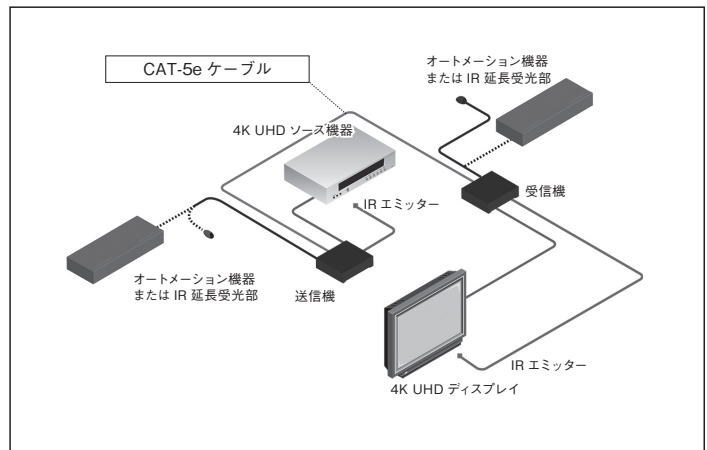 CAT-5e ケーブル
オートメーション機器
または IR 延長受光部
4K UHD ソース機器
受信機
IR エミッター
オートメーション機器
または IR 延長受光部
送信機
IR エミッター
4K UHD ディスプレイ